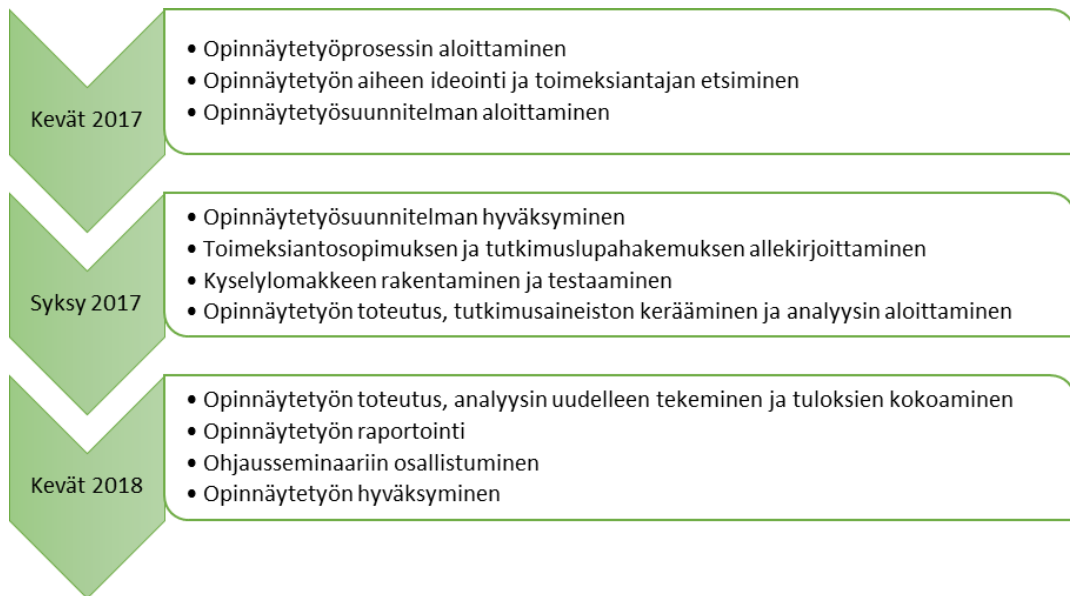 Kevät 2017
• Opinnäytetyöprosessin aloittaminen
• Opinnäytetyön aiheen ideointi ja toimeksiantajan etsiminen
• Opinnäytetyösuunnitelman aloittaminen
Syksy 2017
• Opinnäytetyösuunnitelman hyväksyminen
• Toimeksiantosopimuksen ja tutkimuslupahakemuksen allekirjoittaminen
• Kyselylomakkeen rakentaminen ja testaaminen
• Opinnäytetyön toteutus, tutkimusaineiston kerääminen ja analyysin aloittaminen
Kevät 2018
• Opinnäytetyön toteutus, analyysin uudelleen tekeminen ja tuloksien kokoaminen
• Opinnäytetyön raportointi
• Ohjausseminaariin osallistuminen
• Opinnäytetyön hyväksyminen